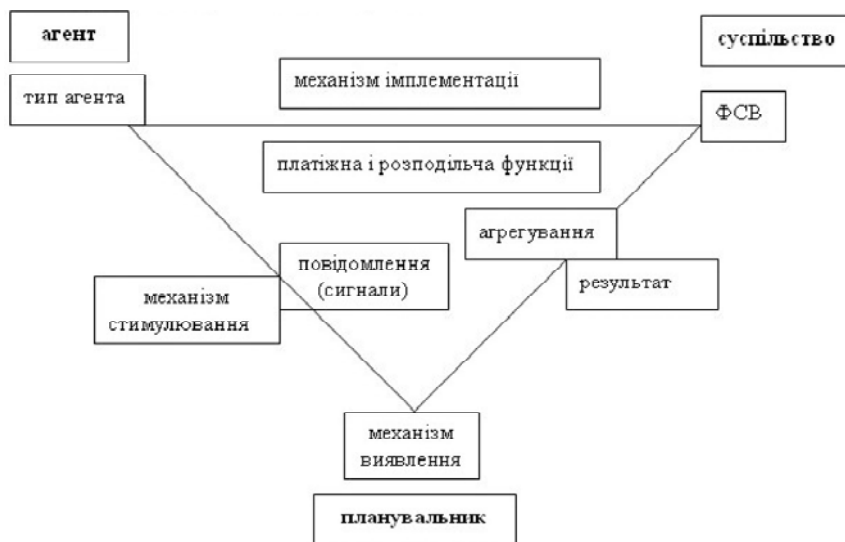 агент
суспільство
тип агента
механізм імплементації
ФСВ
платіжна і розподільча функції
агрегування
повідомлення
(сигнали)
механізм
стимулювання
результат
механізм
виявлення
планувальник